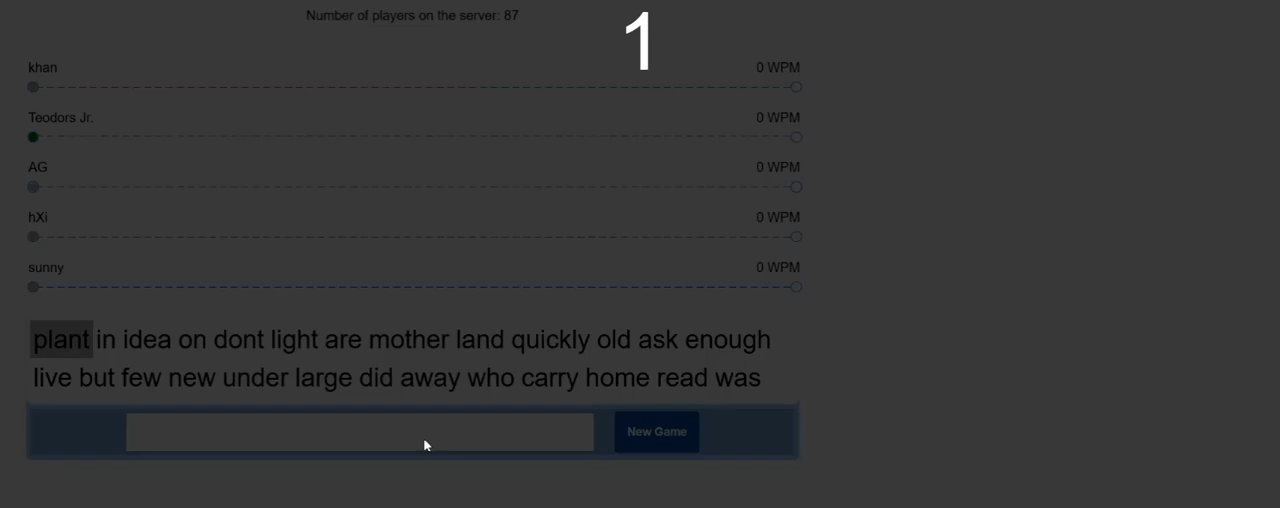 Number of players on the server: 87
1
khan 0 WPM
Teodors Jr. 0 WPM
AG 0 WPM
hXi 0 WPM
sunny 0 WPM
plant in idea on dont light are mother land quickly old ask enough
live but few new under large did away who carry home read was
New Game